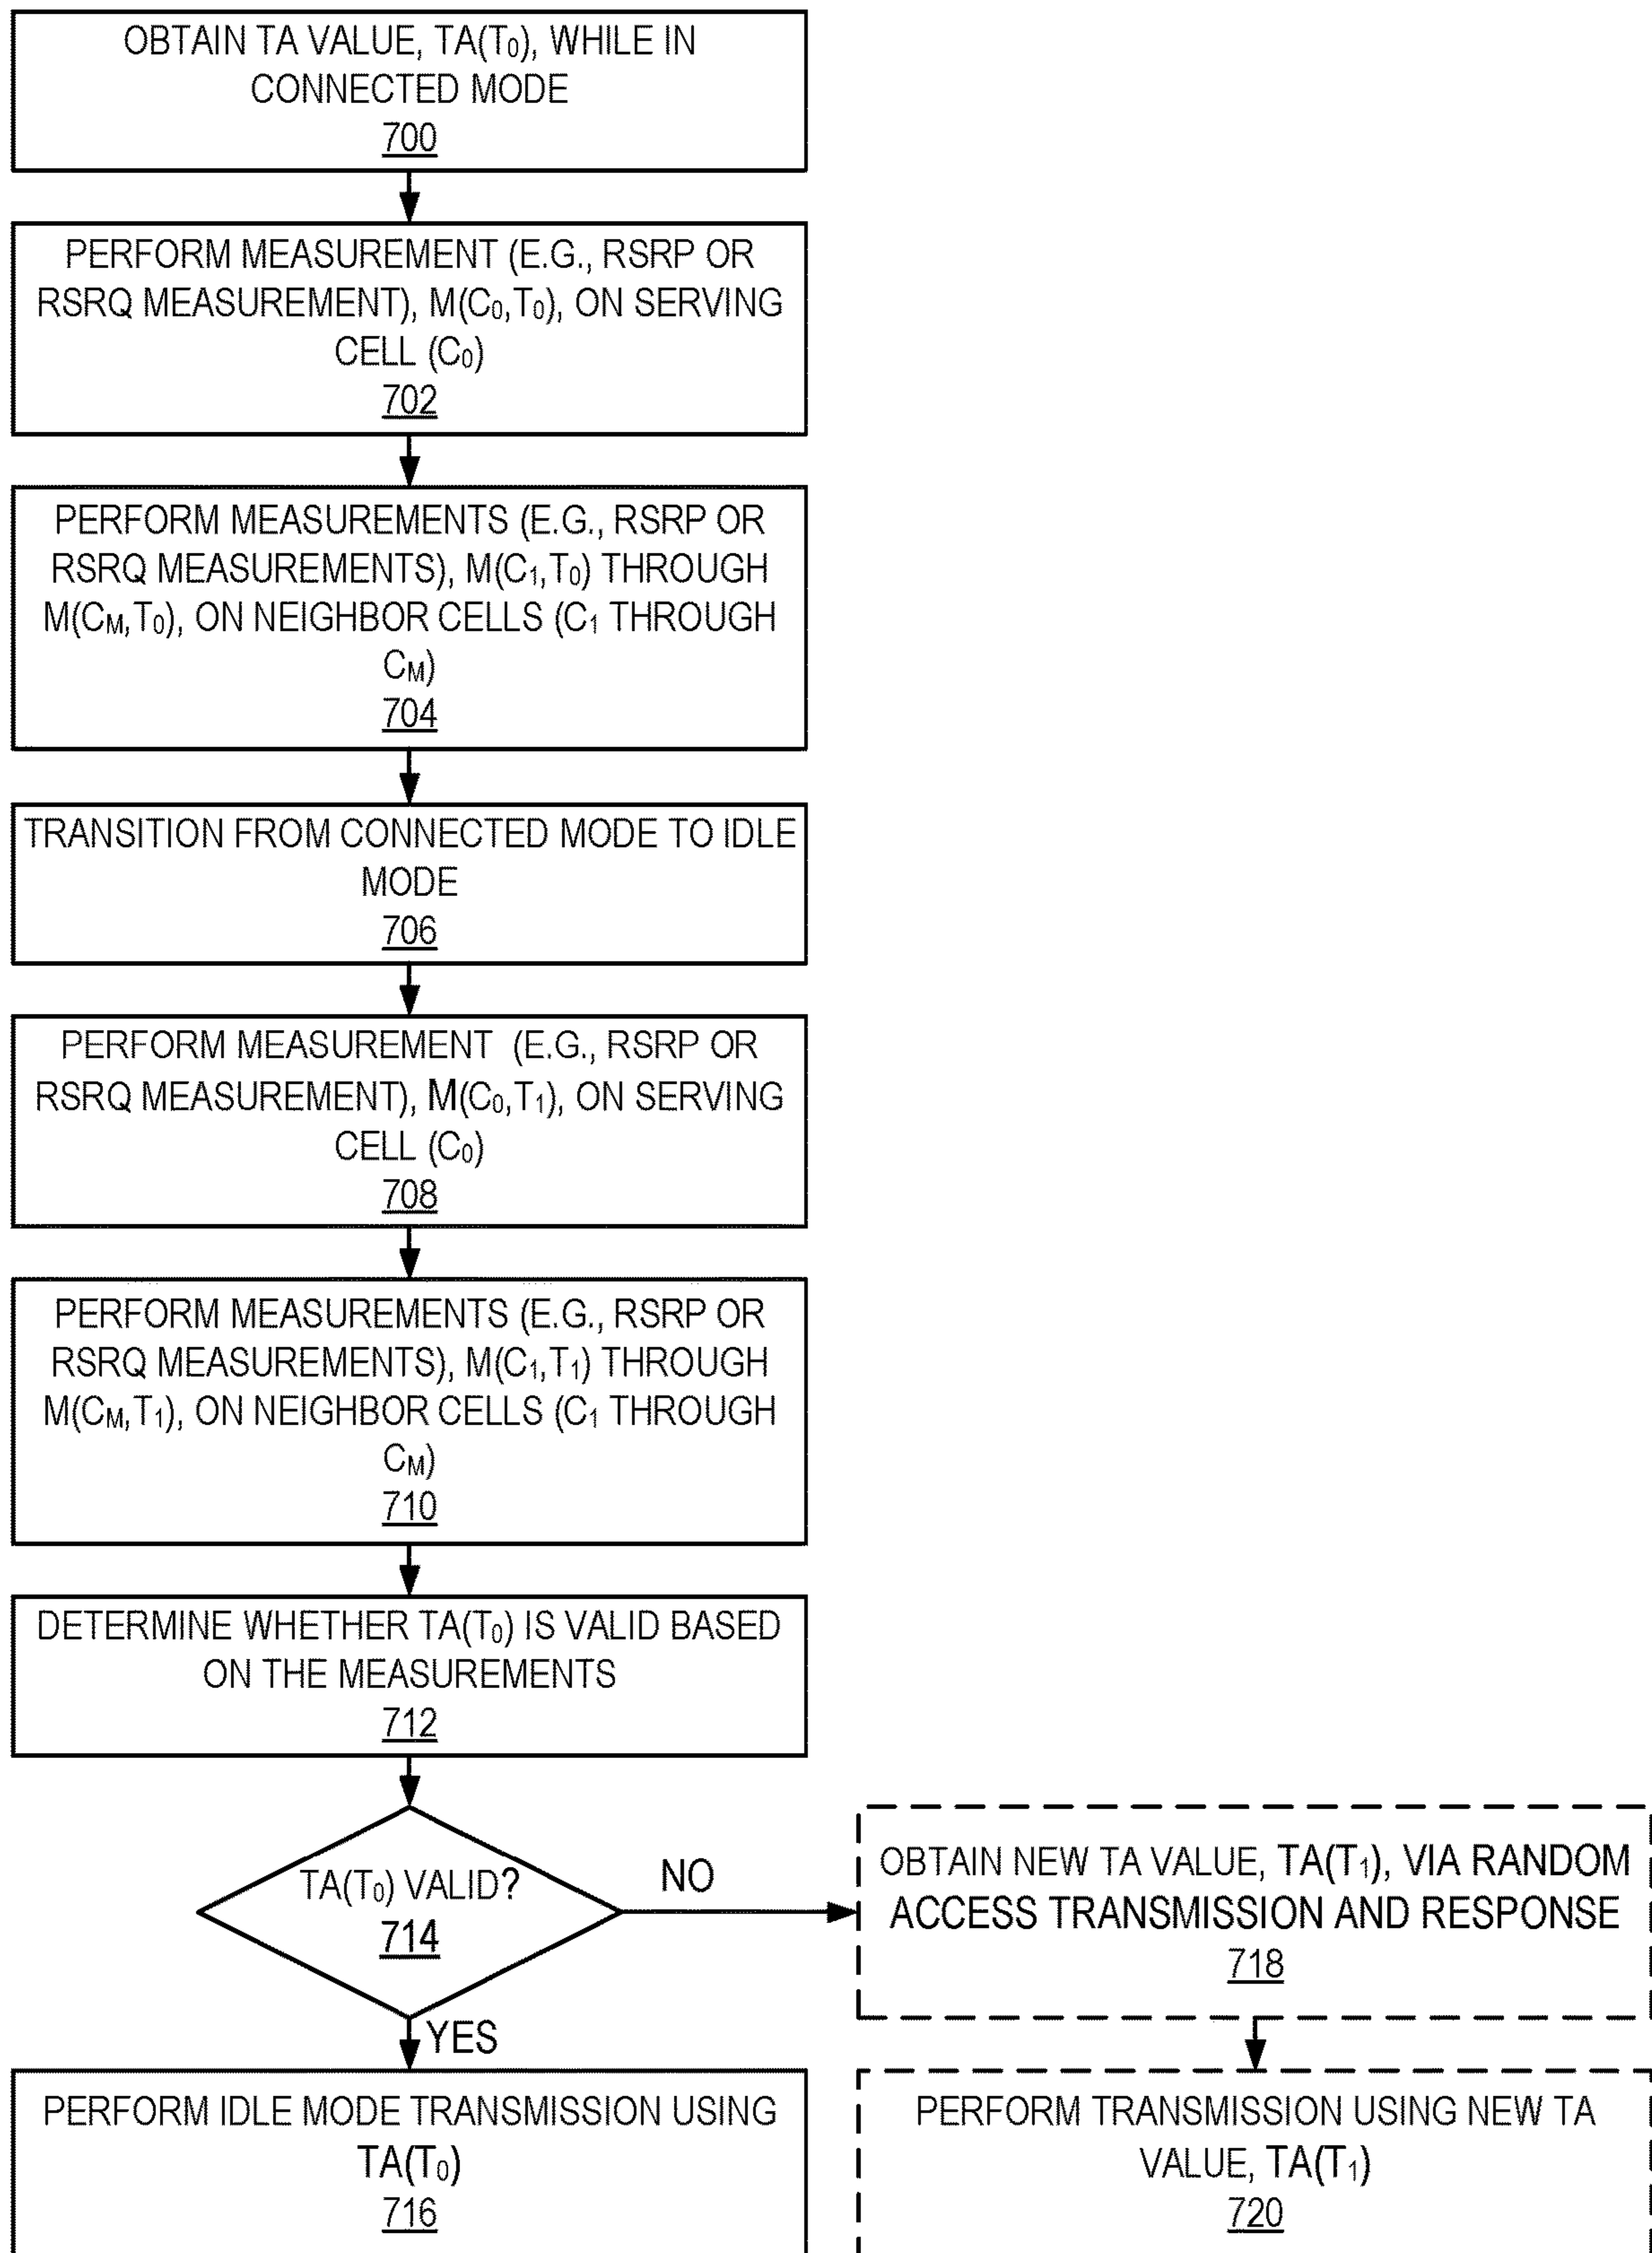 OBTAIN TA VALUE, TA(T₀), WHILE IN
CONNECTED MODE
700
PERFORM MEASUREMENT (E.G., RSRP OR
RSRQ MEASUREMENT), M(C₀,T₀), ON SERVING
CELL (C₀)
702
PERFORM MEASUREMENTS (E.G., RSRP OR
RSRQ MEASUREMENTS), M(C₁,T₀) THROUGH
M(C_M,T₀), ON NEIGHBOR CELLS (C₁ THROUGH
C_M)
704
TRANSITION FROM CONNECTED MODE TO IDLE
MODE
706
PERFORM MEASUREMENT (E.G., RSRP OR
RSRQ MEASUREMENT), M(C₀,T₁), ON SERVING
CELL (C₀)
708
PERFORM MEASUREMENTS (E.G., RSRP OR
RSRQ MEASUREMENTS), M(C₁,T₁) THROUGH
M(C_M,T₁), ON NEIGHBOR CELLS (C₁ THROUGH
C_M)
710
DETERMINE WHETHER TA(T₀) IS VALID BASED
ON THE MEASUREMENTS
712
TA(T₀) VALID?
714
NO
YES
OBTAIN NEW TA VALUE, TA(T₁), VIA RANDOM
ACCESS TRANSMISSION AND RESPONSE
718
PERFORM IDLE MODE TRANSMISSION USING
TA(T₀)
716
PERFORM TRANSMISSION USING NEW TA
VALUE, TA(T₁)
720